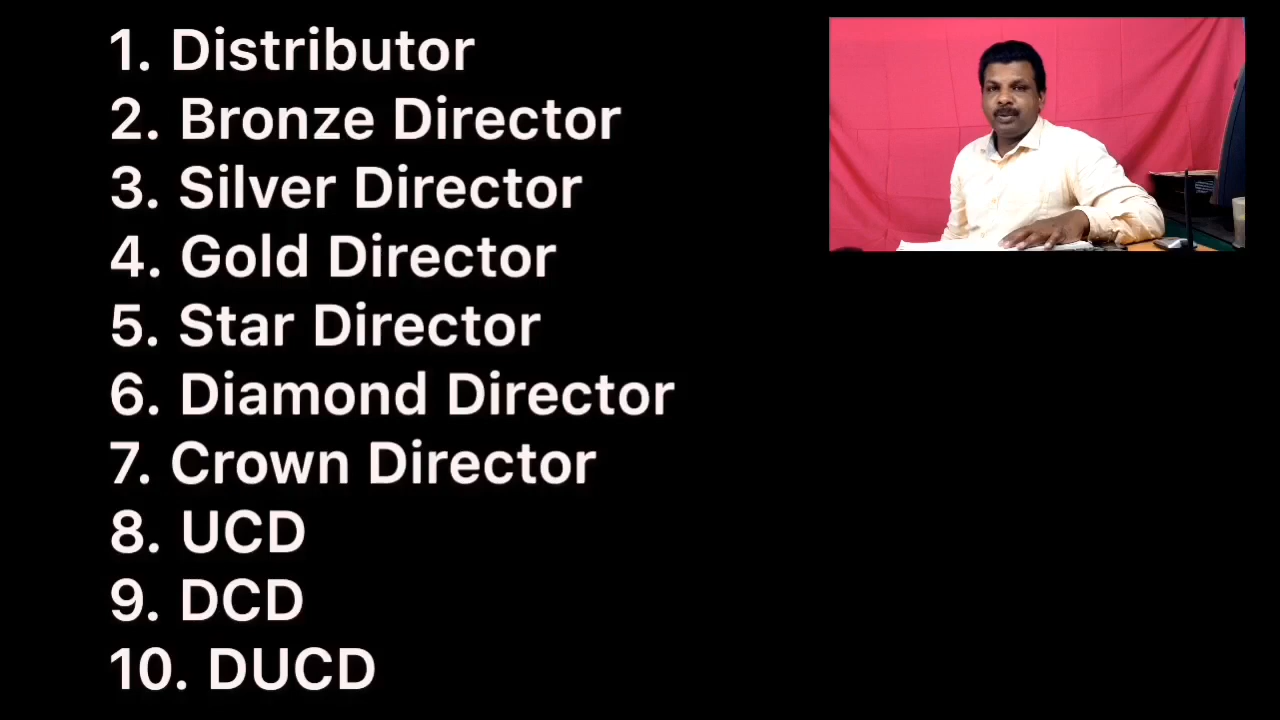 1. Distributor
2. Bronze Director
3. Silver Director
4. Gold Director
5. Star Director
6. Diamond Director
7. Crown Director
8. UCD
9. DCD
10. DUCD